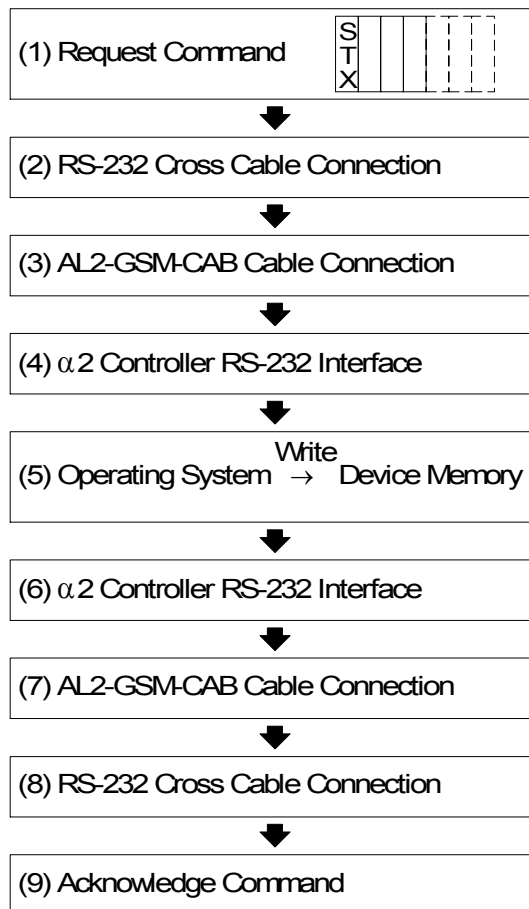 (1) Request Command
S
T
X
(2) RS-232 Cross Cable Connection
(3) AL2-GSM-CAB Cable Connection
(4) α2 Controller RS-232 Interface
Write
(5) Operating System → Device Memory
(6) α2 Controller RS-232 Interface
(7) AL2-GSM-CAB Cable Connection
(8) RS-232 Cross Cable Connection
(9) Acknowledge Command